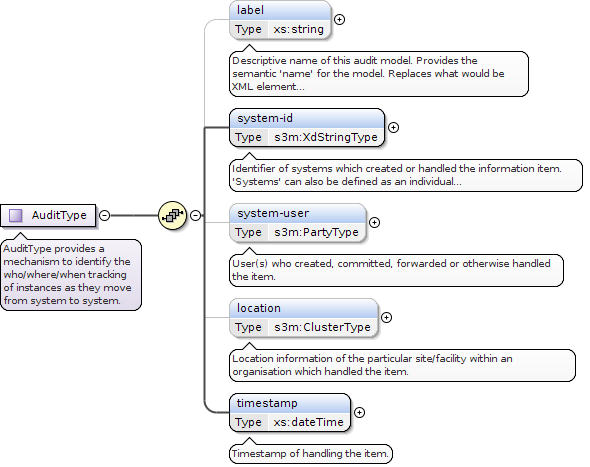 label
Type xs:string
Descriptive name of this audit model. Provides the
semantic 'name' for the model. Replaces what would be
XML element...
system-id
Type s3m:XdStringType
Identifier of systems which created or handled the information item.
'Systems' can also be defined as an individual...
system-user
Type s3m:PartyType
User(s) who created, committed, forwarded or otherwise handled
the item.
AuditType
AuditType provides a
mechanism to identify the
who/where/when tracking
of instances as they move
from system to system.
location
Type s3m:ClusterType
Location information of the particular site/facility within an
organisation which handled the item.
timestamp
Type xs:dateTime
Timestamp of handling the item.